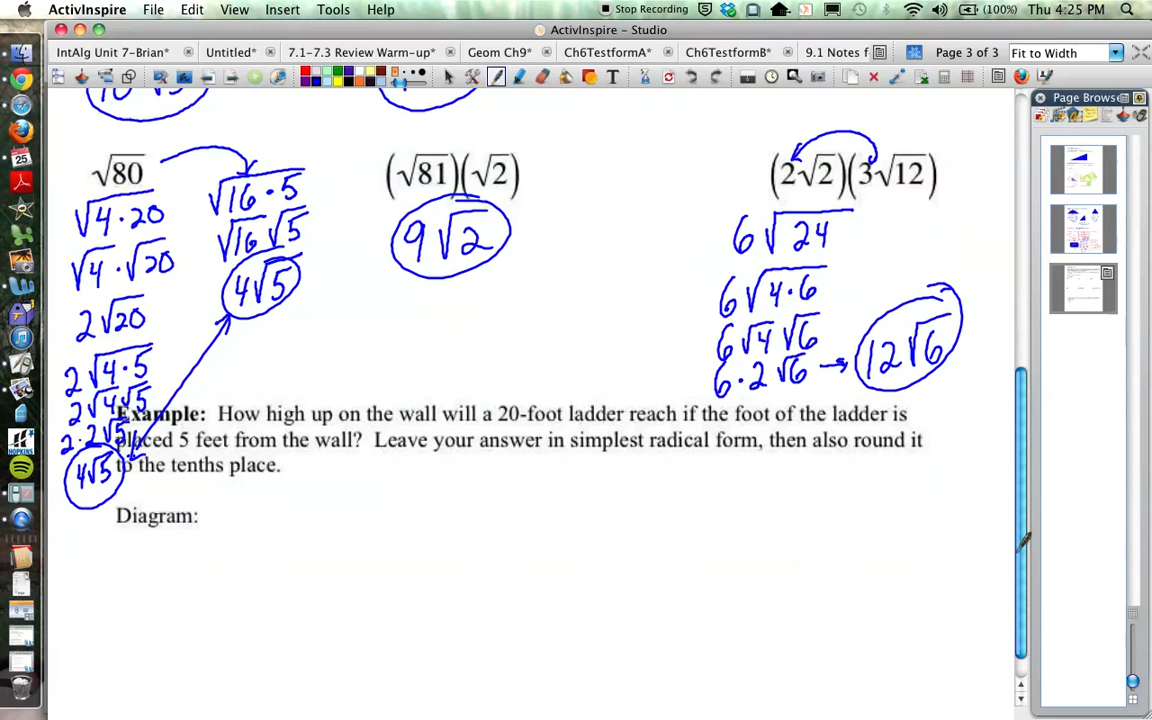 ActivInspire File Edit View Insert Tools Help Stop Recording (100%) Thu 4:25 PM
ActivInspire - Studio
IntAlg Unit 7-Brian* Untitled* 7.1-7.3 Review Warm-up* Geom Ch9* Ch6TestformA* Ch6TestformB* 9.1 Notes f Page 3 of 3 Fit to Width
Page Browse
√80
√4·20
√4·√20
2√20
2√4·5
2√4√5
2·2√5
4√5
√16·5
√16√5
4√5
(√81)(√2)
9√2
(2√2)(3√12)
6√24
6√4·6
6√4√6
6·2√6→
12√6
Example: How high up on the wall will a 20-foot ladder reach if the foot of the ladder is
placed 5 feet from the wall? Leave your answer in simplest radical form, then also round it
to the tenths place.
Diagram: